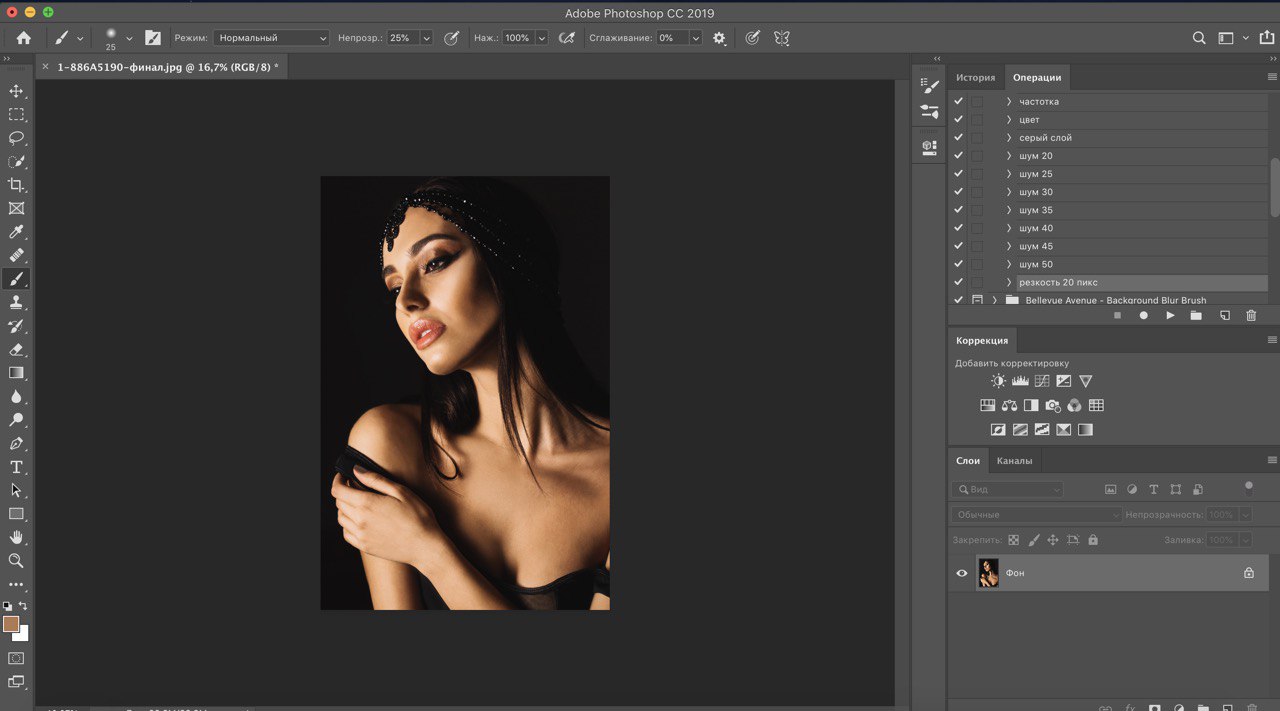 Adobe Photoshop CC 2019
25
Режим: Нормальный Непрозр.: 25% Наж.: 100% Сглаживание: 0%
1-886A5190-финал.jpg @ 16,7% (RGB/8) *
История Операции
частотка
цвет
серый слой
шум 20
шум 25
шум 30
шум 35
шум 40
шум 45
шум 50
резкость 20 пикс
Bellevue Avenue - Background Blur Brush
Коррекция
Добавить корректировку
Слои Каналы
Вид
Обычные Непрозрачность: 100%
Закрепить: Заливка: 100%
Фон